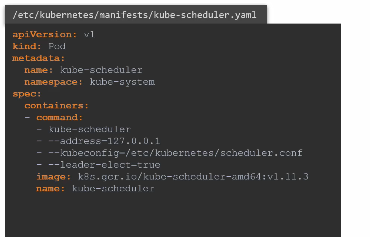 /etc/kubernetes/manifests/kube-scheduler.yaml
apiVersion: v1
kind: Pod
metadata:
  name: kube-scheduler
  namespace: kube-system
spec:
  containers:
  - command:
    - kube-scheduler
    - --address=127.0.0.1
    - --kubeconfig=/etc/kubernetes/scheduler.conf
    - --leader-elect=true
    image: k8s.gcr.io/kube-scheduler-amd64:v1.11.3
    name: kube-scheduler